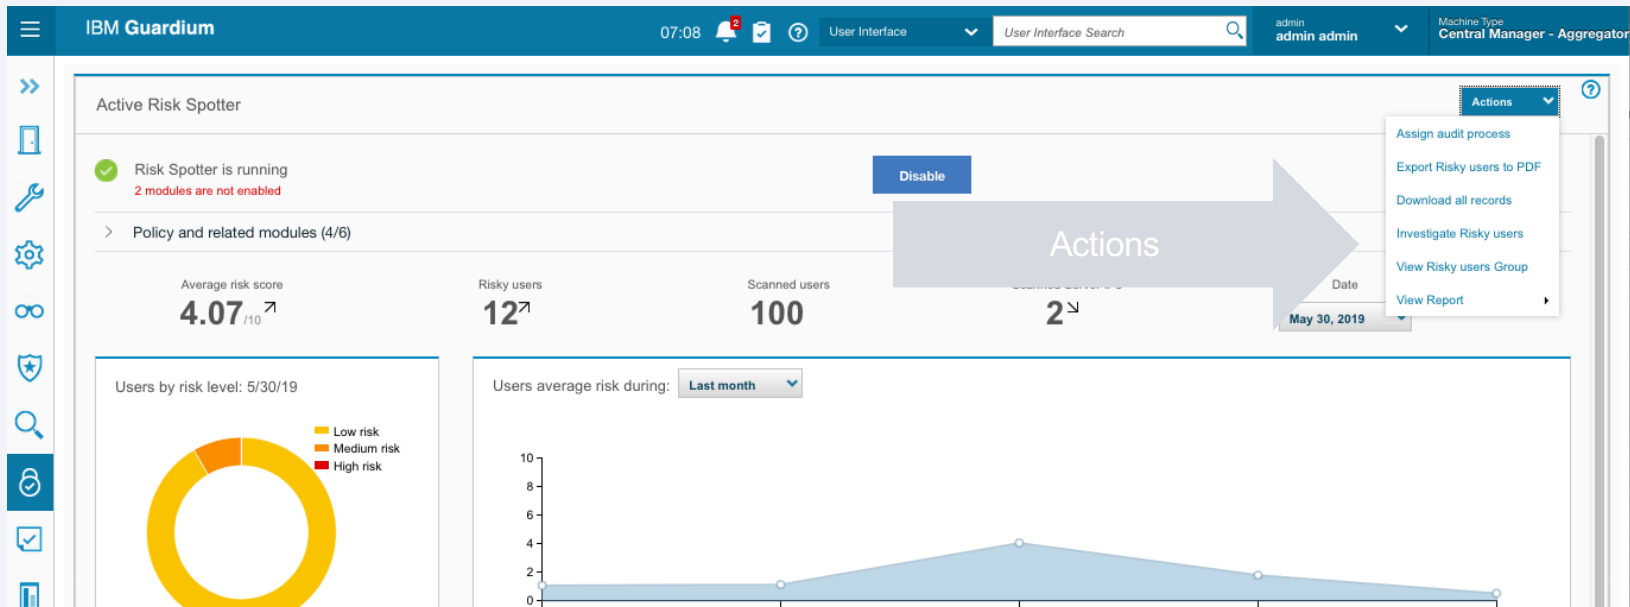 IBM Guardium
07:08
2
User Interface
User Interface Search
admin
admin admin
Machine Type
Central Manager - Aggregator
Active Risk Spotter
Actions
Assign audit process
Export Risky users to PDF
Download all records
Investigate Risky users
View Risky users Group
View Report
Risk Spotter is running
2 modules are not enabled
Disable
Policy and related modules (4/6)
Actions
Average risk score
4.07 /10
Risky users
12
Scanned users
100
2
Date
May 30, 2019
Users by risk level: 5/30/19
Low risk
Medium risk
High risk
Users average risk during:
Last month
10
8
6
4
2
0